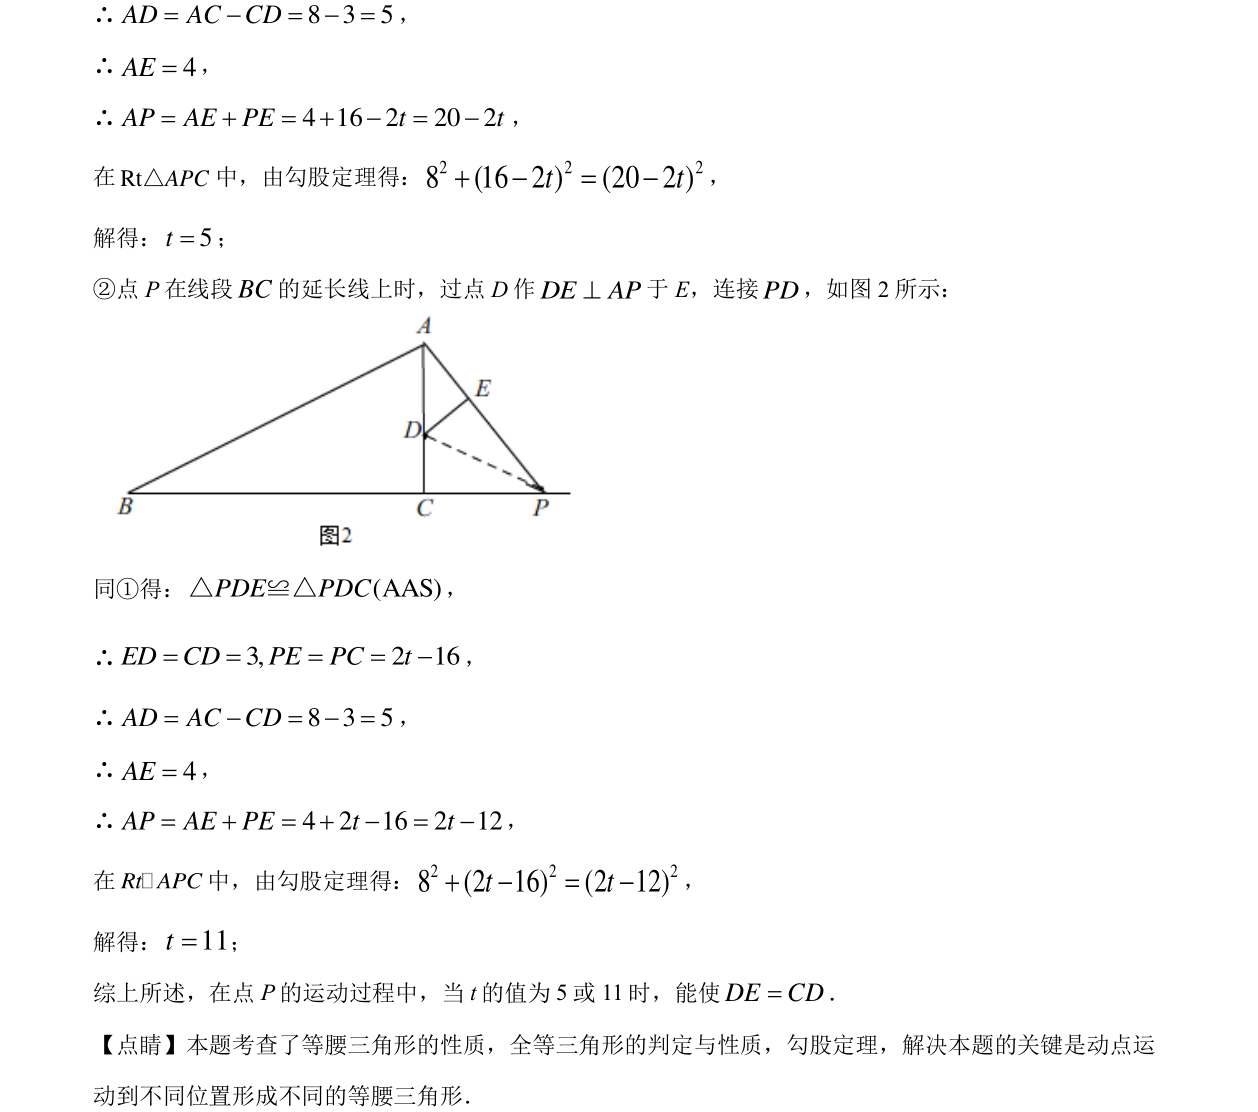 ∴ AD = AC − CD = 8 − 3 = 5，
∴ AE = 4，
∴ AP = AE + PE = 4 + 16 − 2t = 20 − 2t，
在 Rt△APC 中，由勾股定理得：8² + (16 − 2t)² = (20 − 2t)²，
解得：t = 5；
②点 P 在线段 BC 的延长线上时，过点 D 作 DE ⊥ AP 于 E，连接 PD，如图 2 所示：
A
E
D
B
C
P
图2
同①得：△PDE≌△PDC(AAS)，
∴ ED = CD = 3, PE = PC = 2t − 16，
∴ AD = AC − CD = 8 − 3 = 5，
∴ AE = 4，
∴ AP = AE + PE = 4 + 2t − 16 = 2t − 12，
在 Rt□APC 中，由勾股定理得：8² + (2t − 16)² = (2t − 12)²，
解得：t = 11；
综上所述，在点 P 的运动过程中，当 t 的值为 5 或 11 时，能使 DE = CD．
【点睛】本题考查了等腰三角形的性质，全等三角形的判定与性质，勾股定理，解决本题的关键是动点运
动到不同位置形成不同的等腰三角形．